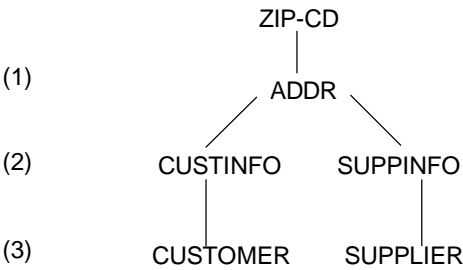 ZIP-CD
(1) ADDR
(2) CUSTINFO SUPPINFO
(3) CUSTOMER SUPPLIER